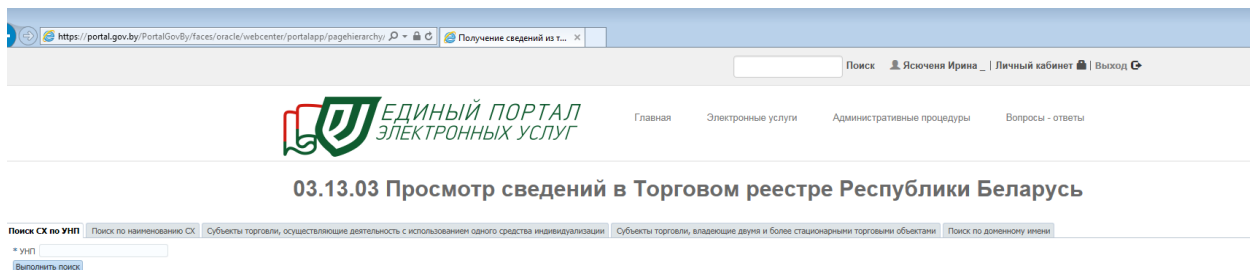 https://portal.gov.by/PortalGovBy/faces/oracle/webcenter/portalapp/pagehierarchy/ Получение сведений из т...
Поиск Ясюченя Ирина _ | Личный кабинет | Выход
ЕДИНЫЙ ПОРТАЛ
ЭЛЕКТРОННЫХ УСЛУГ
Главная Электронные услуги Административные процедуры Вопросы - ответы
03.13.03 Просмотр сведений в Торговом реестре Республики Беларусь
Поиск СХ по УНП Поиск по наименованию СХ Субъекты торговли, осуществляющие деятельность с использованием одного средства индивидуализации Субъекты торговли, владеющие двумя и более стационарными торговыми объектами Поиск по доменному имени
* УНП
Выполнить поиск